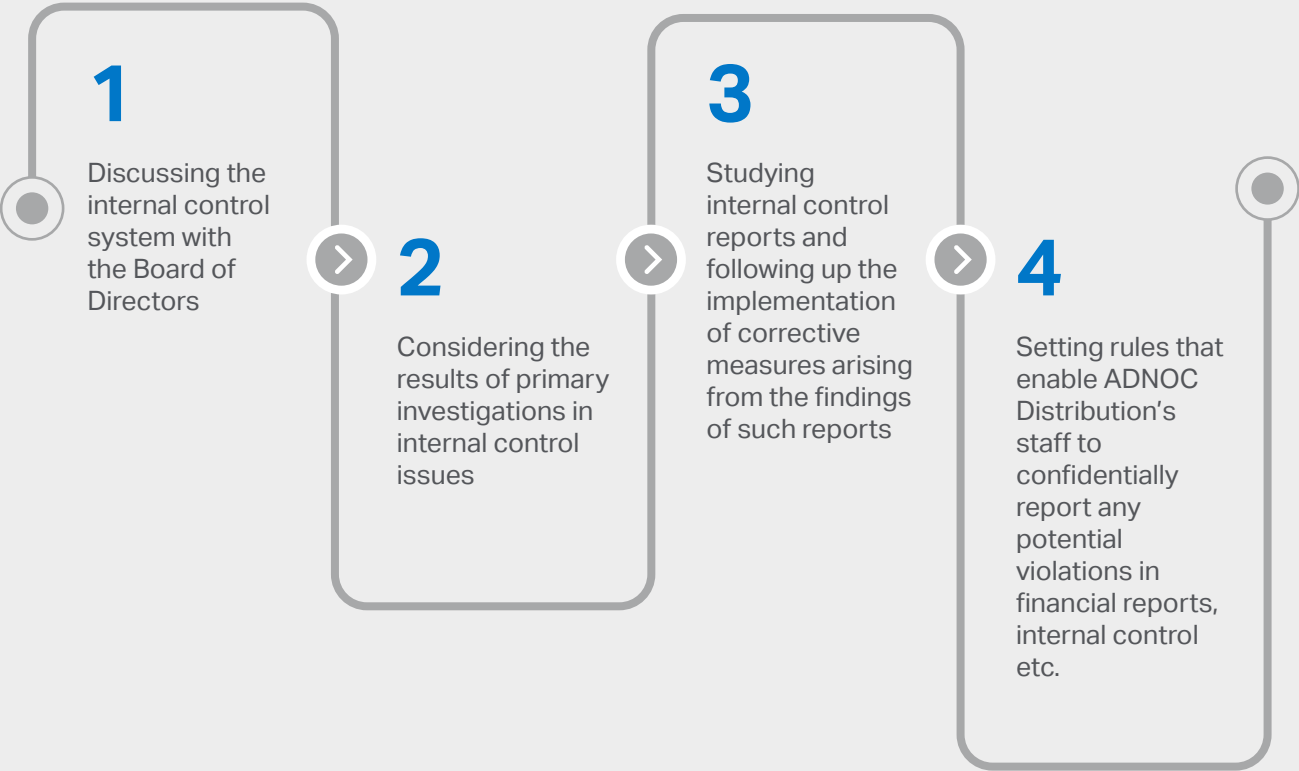 1
Discussing the
internal control
system with
the Board of
Directors
2
Considering the
results of primary
investigations in
internal control
issues
3
Studying
internal control
reports and
following up the
implementation
of corrective
measures arising
from the findings
of such reports
4
Setting rules that
enable ADNOC
Distribution’s
staff to
confidentially
report any
potential
violations in
financial reports,
internal control
etc.